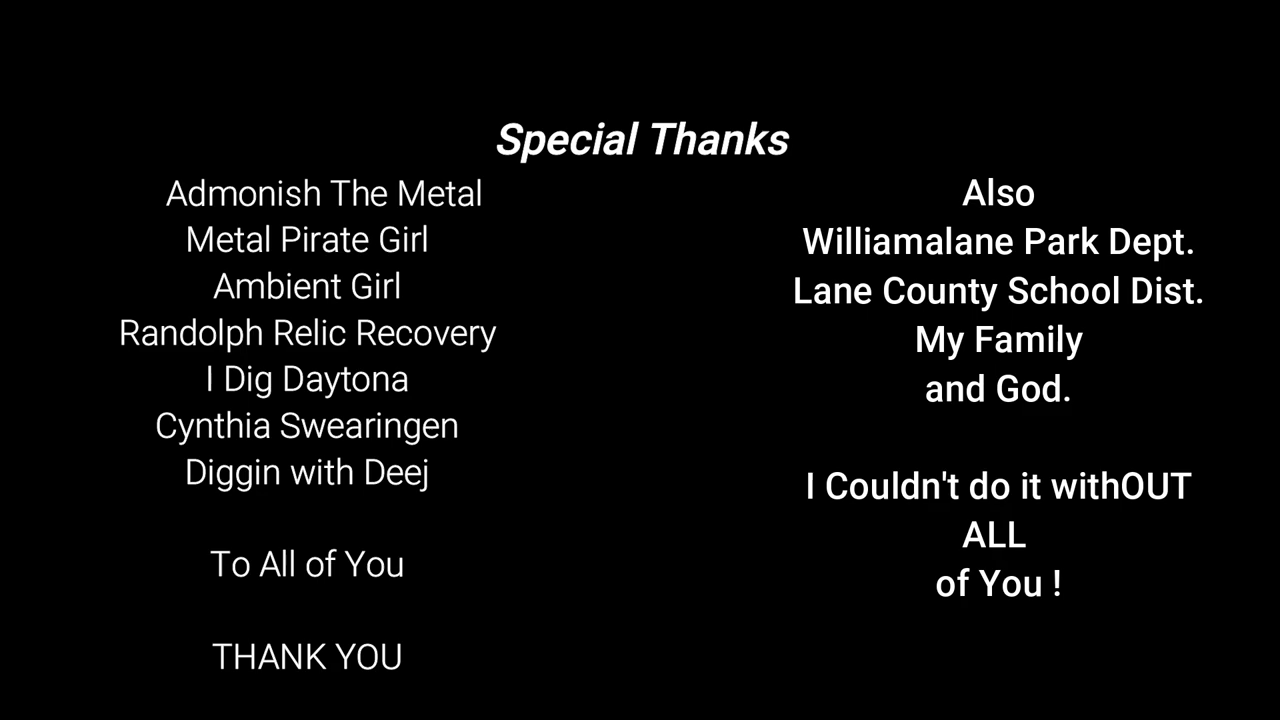 Special Thanks
Admonish The Metal
Metal Pirate Girl
Ambient Girl
Randolph Relic Recovery
I Dig Daytona
Cynthia Swearingen
Diggin with Deej
To All of You
THANK YOU
Also
Williamalane Park Dept.
Lane County School Dist.
My Family
and God.
I Couldn't do it withOUT
ALL
of You !